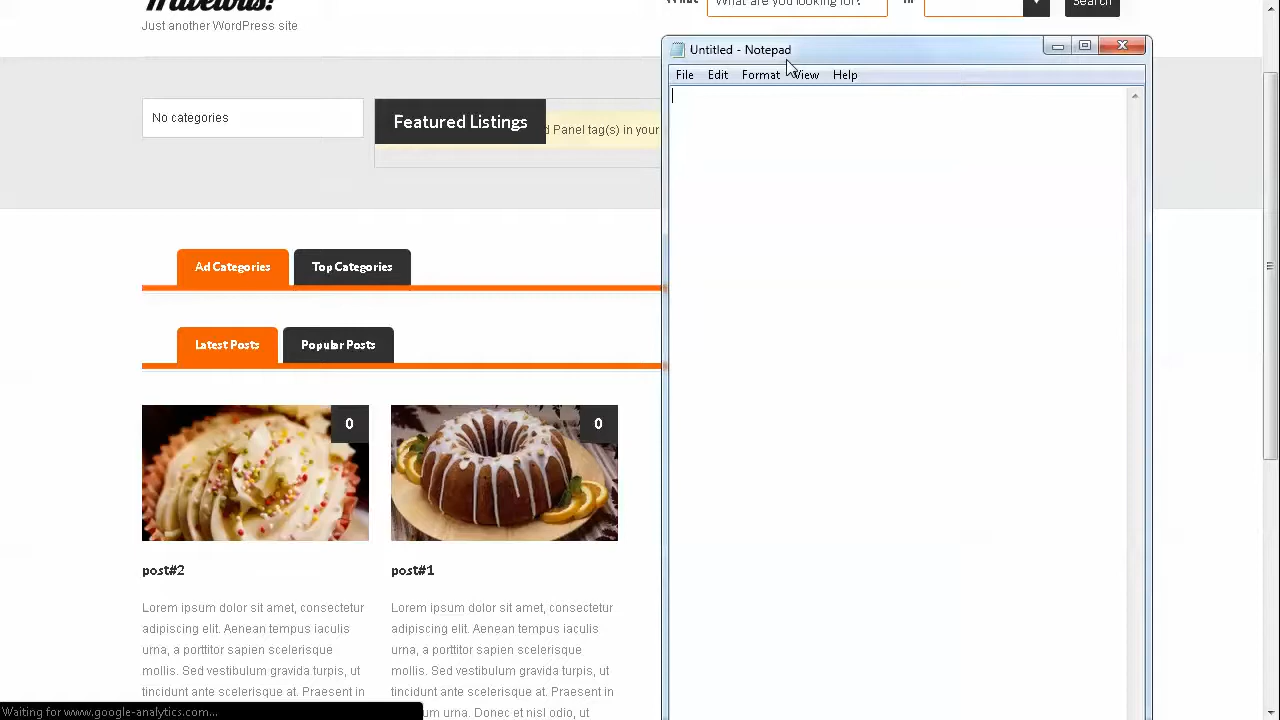 Travelous!
Just another WordPress site
What
What are you looking for?
In
Search
Untitled - Notepad
File Edit Format View Help
No categories
Featured Listings
d Panel tag(s) in your
Ad Categories
Top Categories
Latest Posts
Popular Posts
0
0
post#2
post#1
Lorem ipsum dolor sit amet, consectetur
adipiscing elit. Aenean tempus iaculis
urna, a porttitor sapien scelerisque
mollis. Sed vestibulum gravida turpis, ut
tincidunt ante scelerisque at. Praesent in
Lorem ipsum dolor sit amet, consectetur
adipiscing elit. Aenean tempus iaculis
urna, a porttitor sapien scelerisque
mollis. Sed vestibulum gravida turpis, ut
tincidunt ante scelerisque at. Praesent in
um urna. Donec et nisl odio, ut
Waiting for www.google-analytics.com...